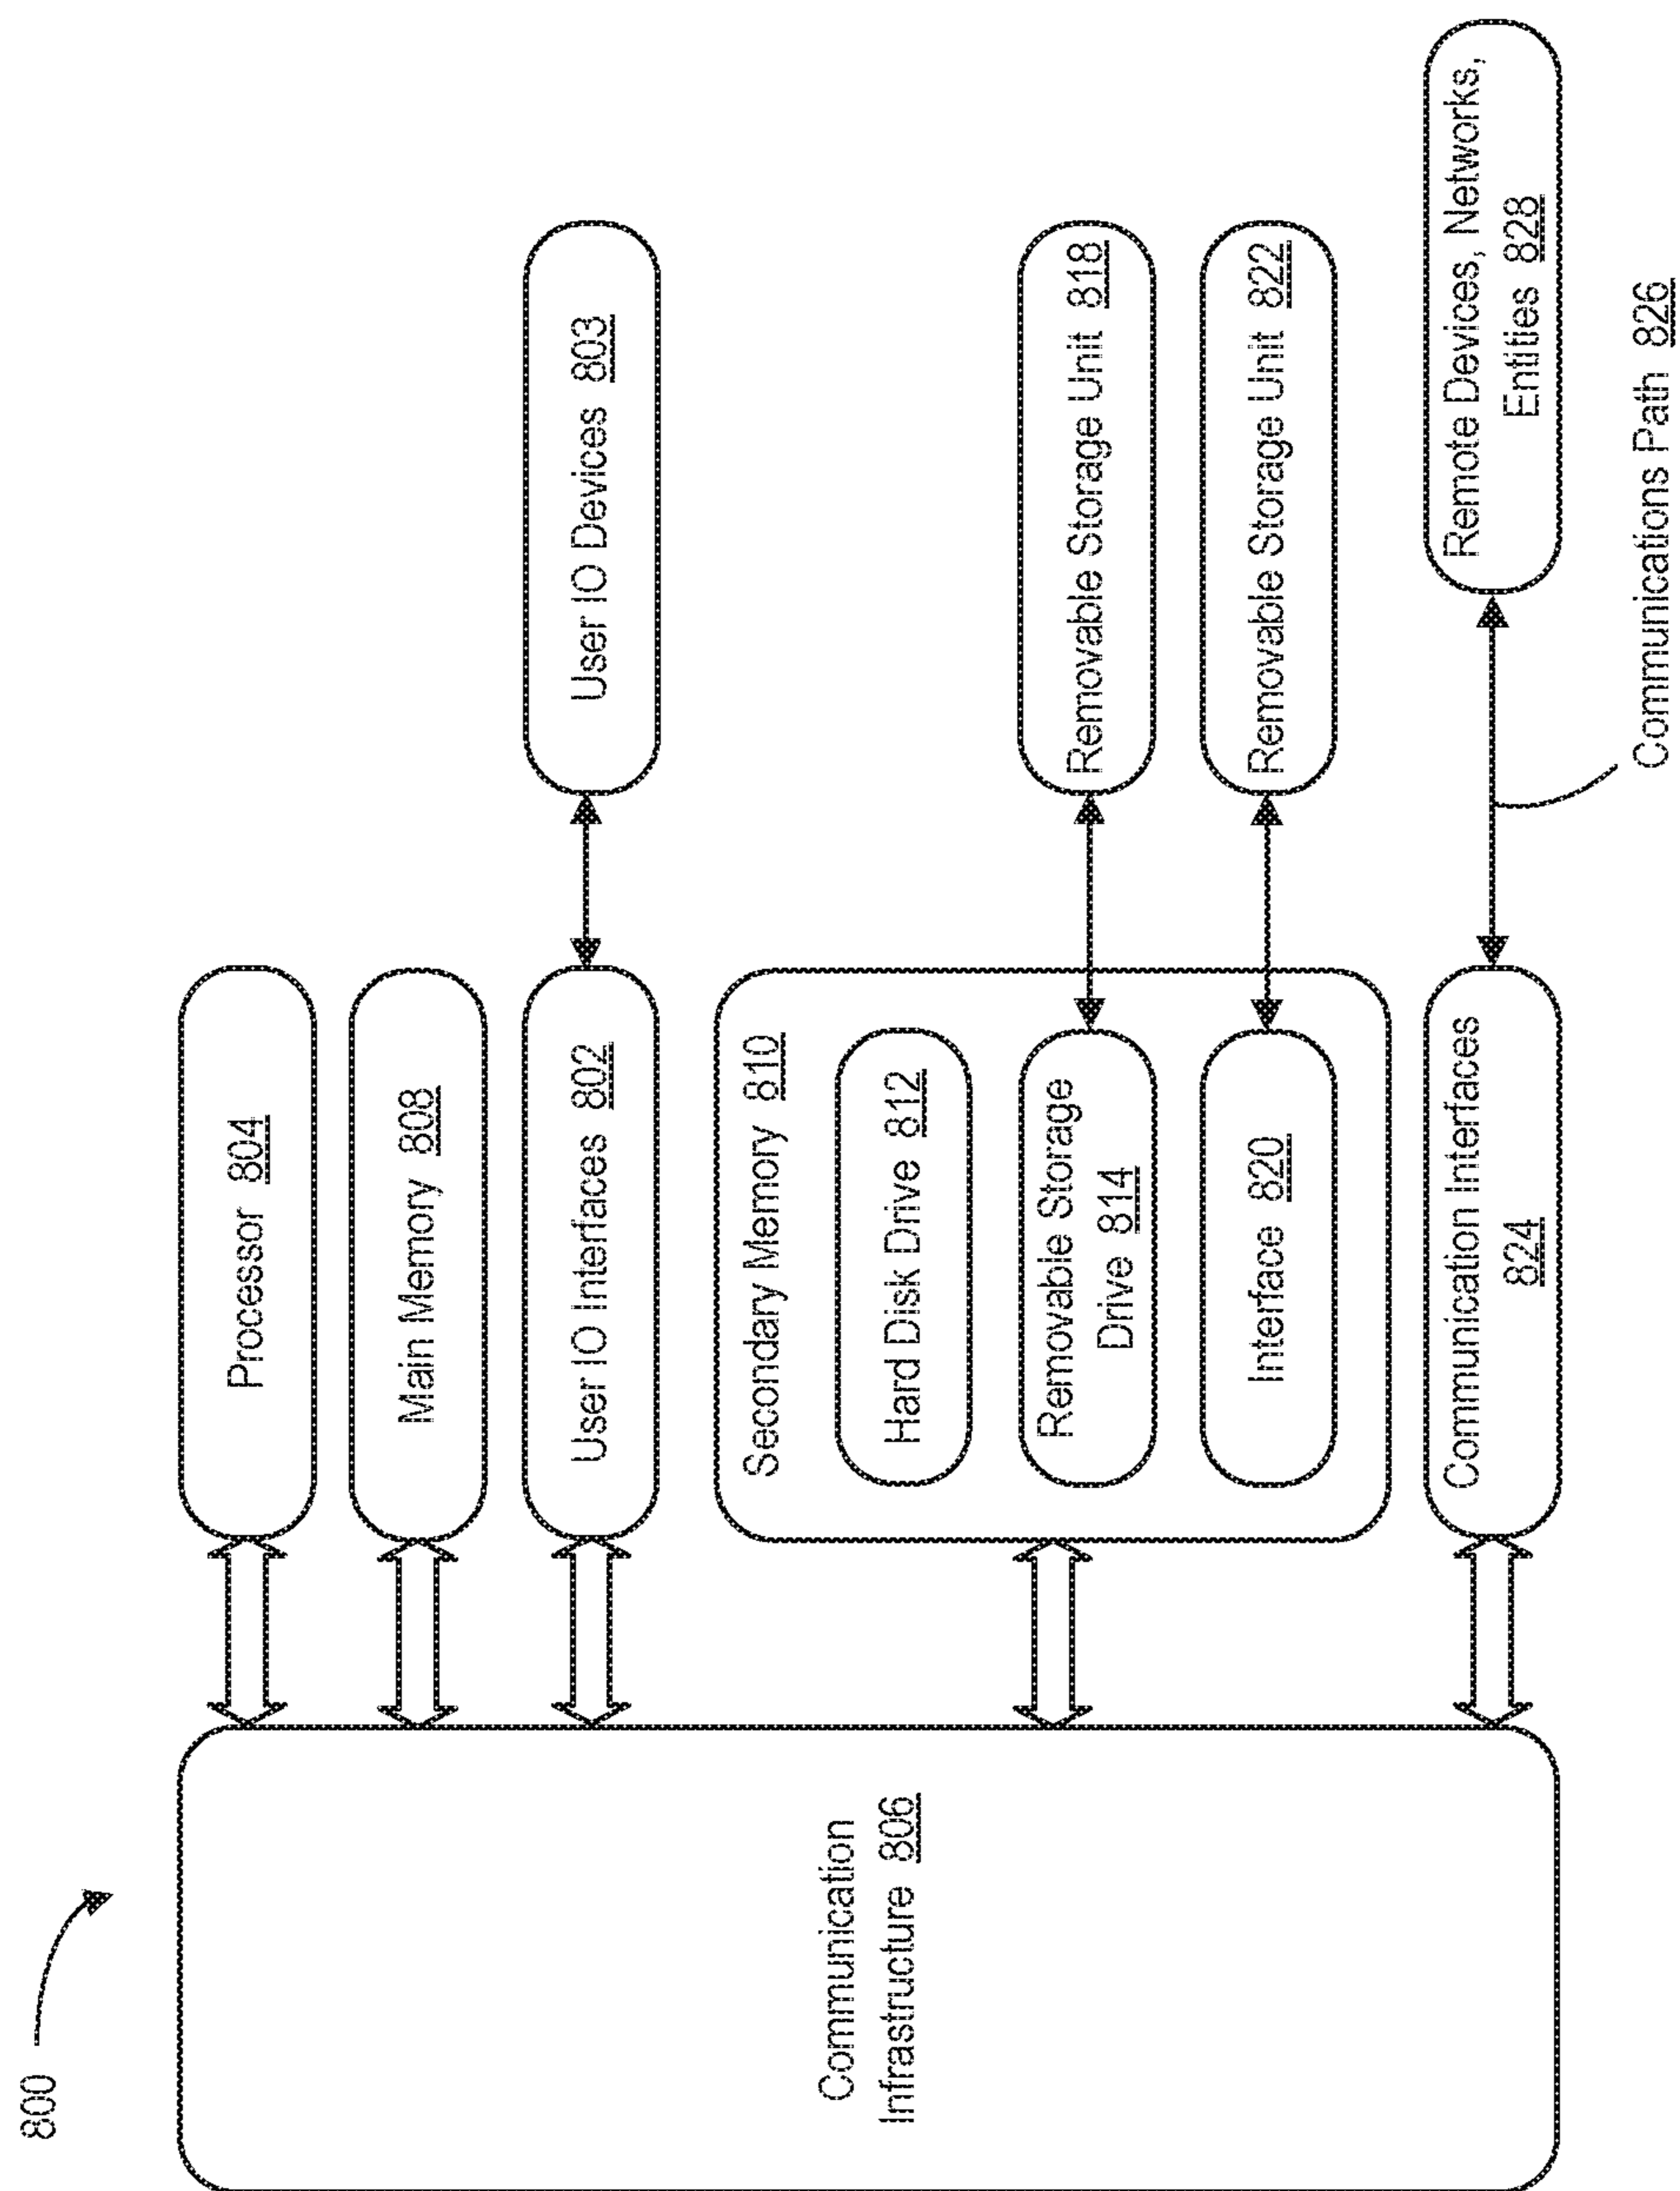 800
Processor 804
Main Memory 808
User IO Interfaces 802
User IO Devices 803
Communication
Infrastructure 806
Secondary Memory 810
Hard Disk Drive 812
Removable Storage
Drive 814
Removable Storage Unit 818
Interface 820
Removable Storage Unit 822
Communication Interfaces
824
Remote Devices, Networks,
Entities 828
Communications Path 826